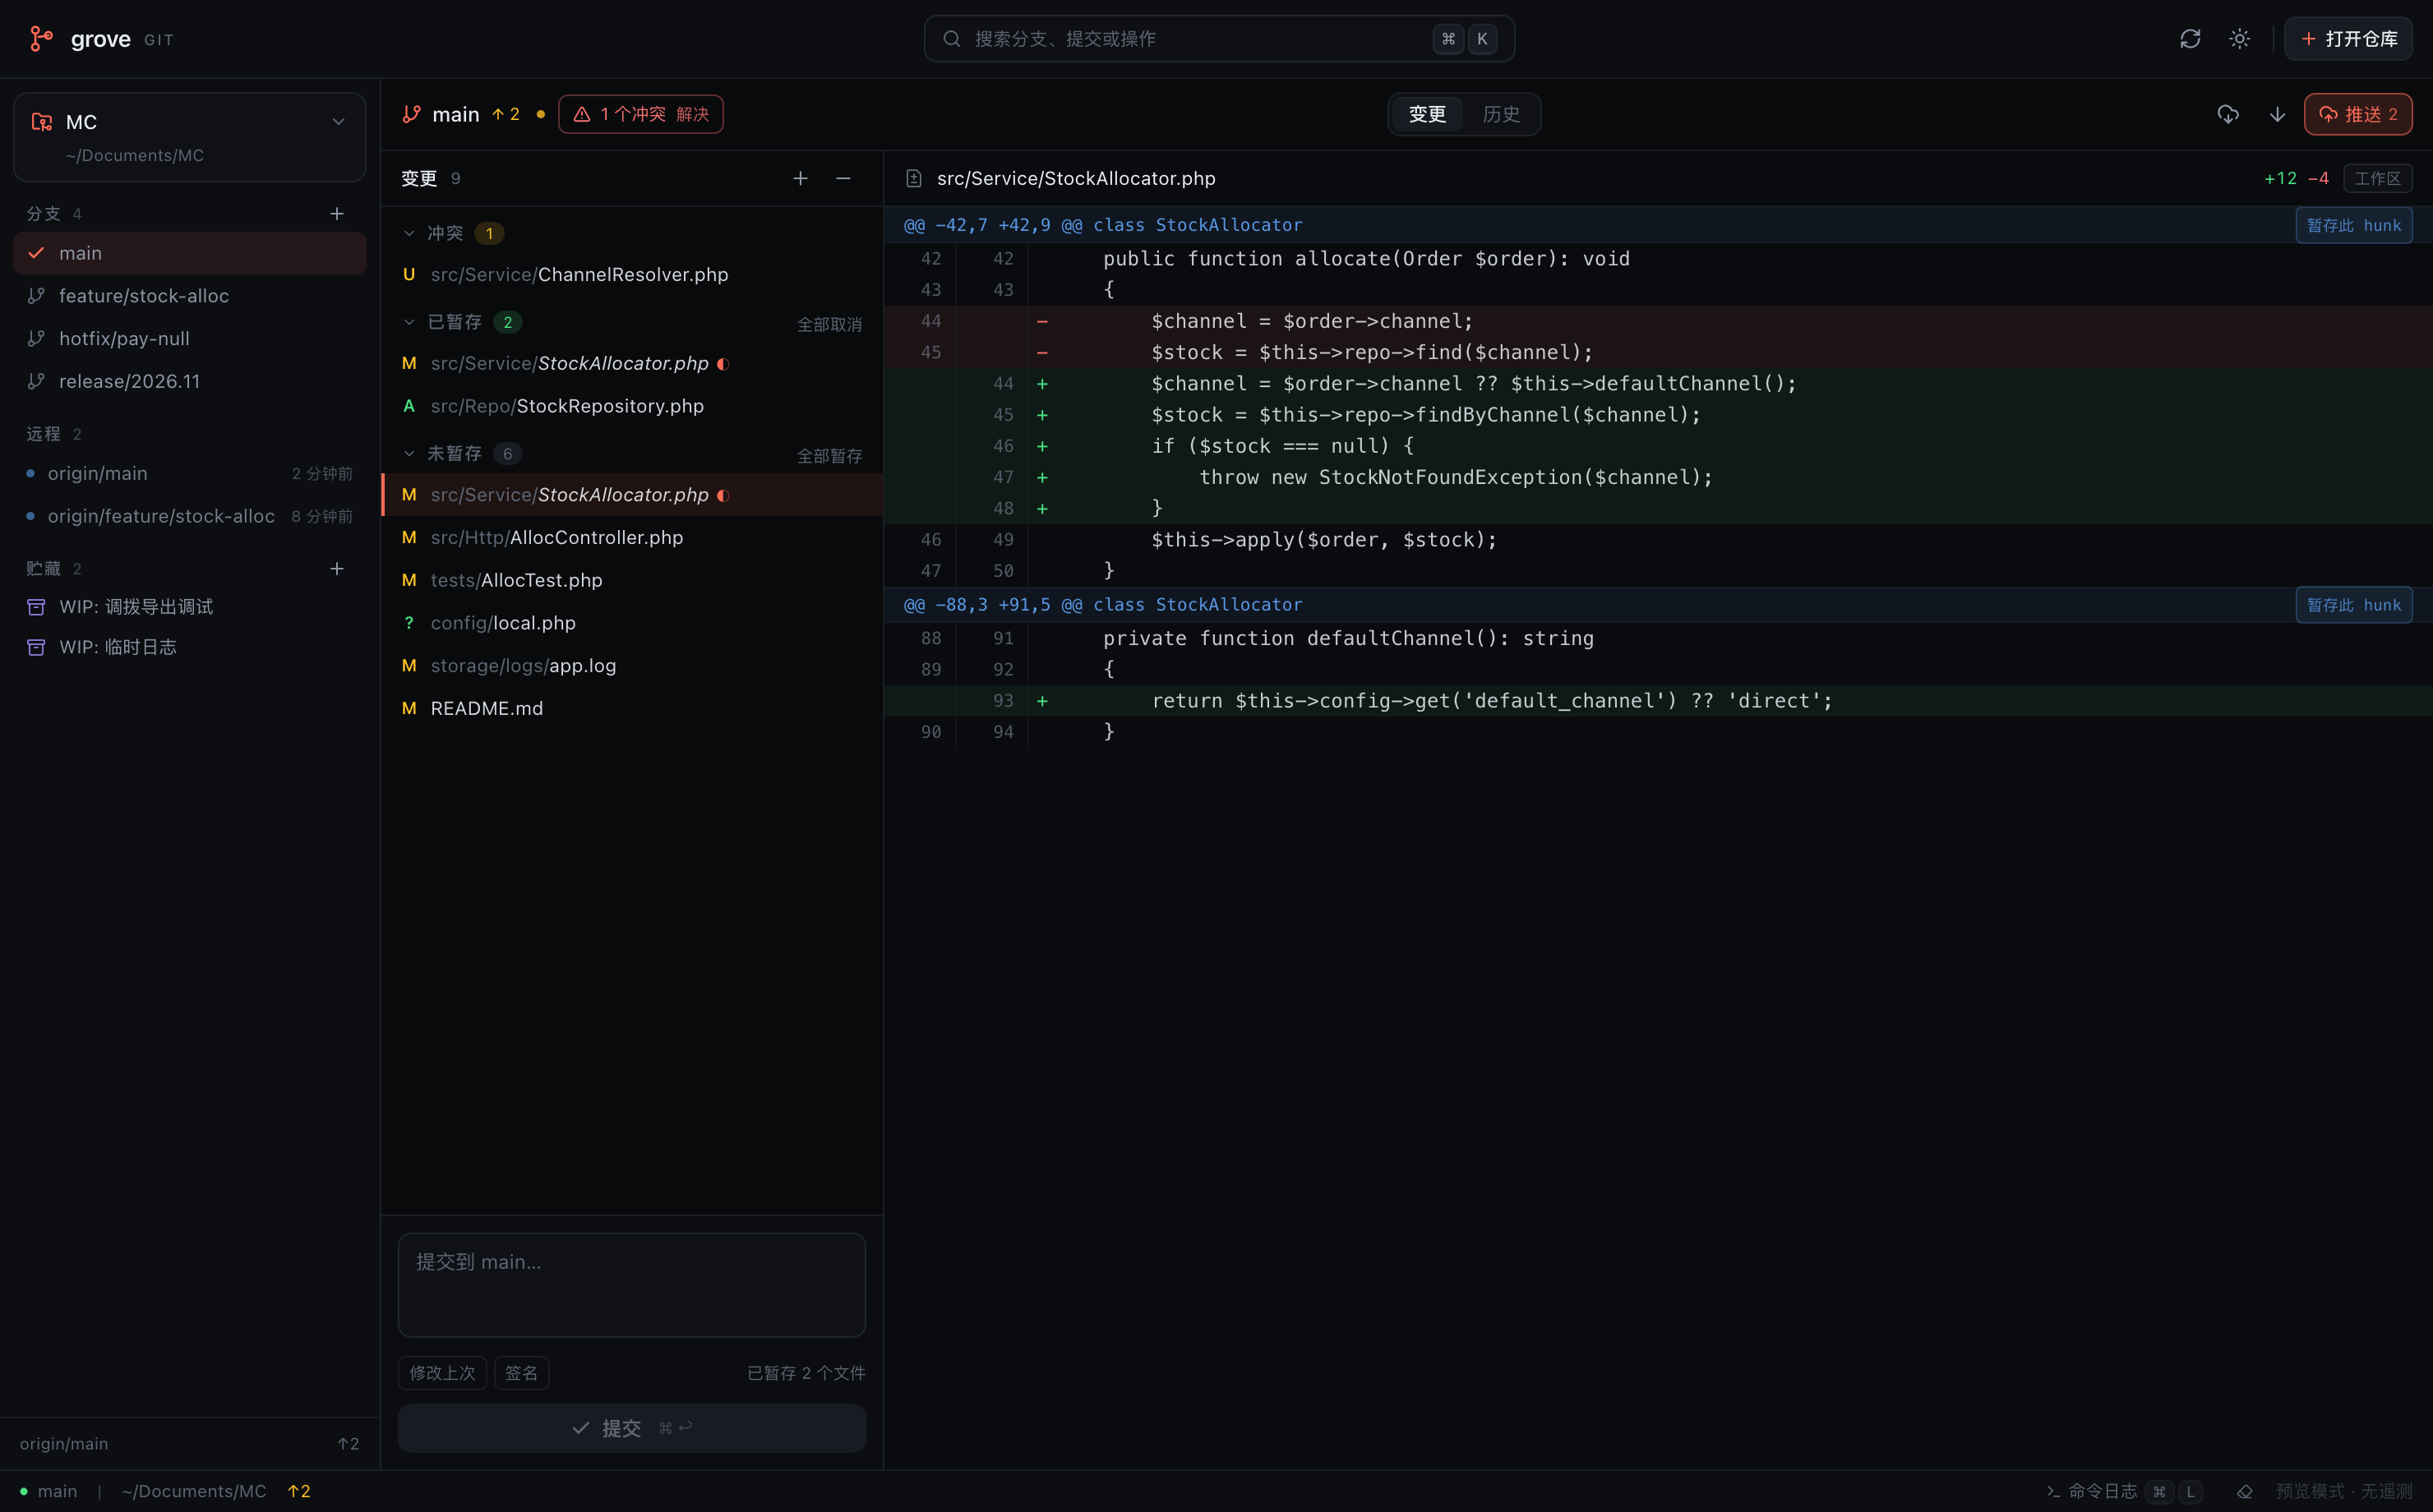 grove GIT
搜索分支、提交或操作 ⌘ K
打开仓库
MC
~/Documents/MC
分支 4
main
feature/stock-alloc
hotfix/pay-null
release/2026.11
远程 2
origin/main 2 分钟前
origin/feature/stock-alloc 8 分钟前
贮藏 2
WIP: 调拨导出调试
WIP: 临时日志
origin/main ↑2
main ↑ 2 1 个冲突 解决
变更 历史
推送 2
变更 9
冲突 1
U src/Service/ChannelResolver.php
已暂存 2 全部取消
M src/Service/StockAllocator.php
A src/Repo/StockRepository.php
未暂存 6 全部暂存
M src/Service/StockAllocator.php
M src/Http/AllocController.php
M tests/AllocTest.php
? config/local.php
M storage/logs/app.log
M README.md
提交到 main…
修改上次 签名 已暂存 2 个文件
提交 ⌘ ↩
src/Service/StockAllocator.php +12 −4 工作区
@@ −42,7 +42,9 @@ class StockAllocator 暂存此 hunk
42 42 public function allocate(Order $order): void
43 43 {
44 − $channel = $order->channel;
45 − $stock = $this->repo->find($channel);
44 + $channel = $order->channel ?? $this->defaultChannel();
45 + $stock = $this->repo->findByChannel($channel);
46 + if ($stock === null) {
47 + throw new StockNotFoundException($channel);
48 + }
46 49 $this->apply($order, $stock);
47 50 }
@@ −88,3 +91,5 @@ class StockAllocator 暂存此 hunk
88 91 private function defaultChannel(): string
89 92 {
93 + return $this->config->get('default_channel') ?? 'direct';
90 94 }
main | ~/Documents/MC ↑2
命令日志 ⌘ L 预览模式 · 无遥测